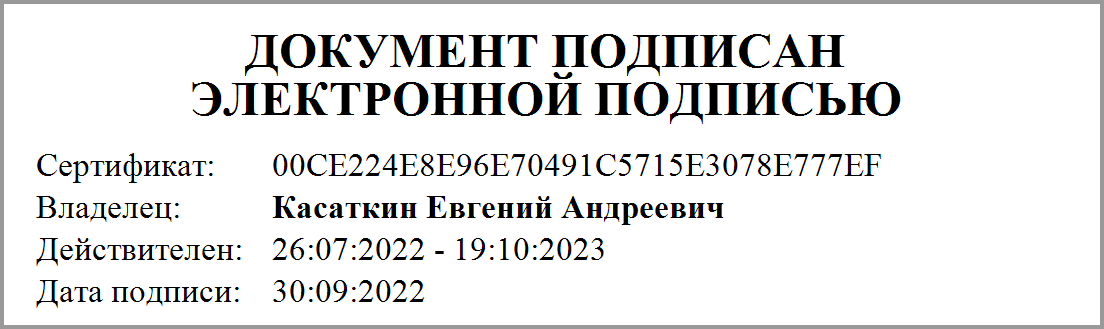 ДОКУМЕНТ ПОДПИСАН
ЭЛЕКТРОННОЙ ПОДПИСЬЮ
Сертификат: 00CE224E8E96E70491C5715E3078E777EF
Владелец: Касаткин Евгений Андреевич
Действителен: 26:07:2022 - 19:10:2023
Дата подписи: 30:09:2022